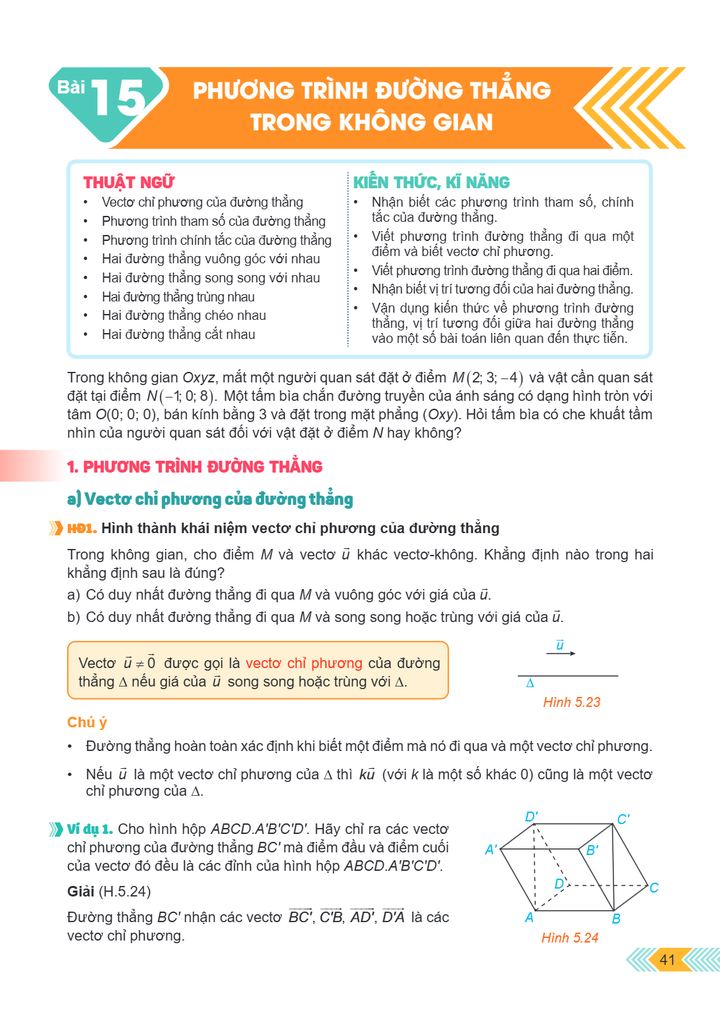 Bài 15
PHƯƠNG TRÌNH ĐƯỜNG THẲNG
TRONG KHÔNG GIAN
THUẬT NGỮ
• Vectơ chỉ phương của đường thẳng
• Phương trình tham số của đường thẳng
• Phương trình chính tắc của đường thẳng
• Hai đường thẳng vuông góc với nhau
• Hai đường thẳng song song với nhau
• Hai đường thẳng trùng nhau
• Hai đường thẳng chéo nhau
• Hai đường thẳng cắt nhau
KIẾN THỨC, KĨ NĂNG
• Nhận biết các phương trình tham số, chính
tắc của đường thẳng.
• Viết phương trình đường thẳng đi qua một
điểm và biết vectơ chỉ phương.
• Viết phương trình đường thẳng đi qua hai điểm.
• Nhận biết vị trí tương đối của hai đường thẳng.
• Vận dụng kiến thức về phương trình đường
thẳng, vị trí tương đối giữa hai đường thẳng
vào một số bài toán liên quan đến thực tiễn.
Trong không gian Oxyz, mắt một người quan sát đặt ở điểm M(2; 3; −4) và vật cần quan sát
đặt tại điểm N(−1; 0; 8). Một tấm bìa chắn đường truyền của ánh sáng có dạng hình tròn với
tâm O(0; 0; 0), bán kính bằng 3 và đặt trong mặt phẳng (Oxy). Hỏi tấm bìa có che khuất tầm
nhìn của người quan sát đối với vật đặt ở điểm N hay không?
1. PHƯƠNG TRÌNH ĐƯỜNG THẲNG
a) Vectơ chỉ phương của đường thẳng
HĐ1. Hình thành khái niệm vectơ chỉ phương của đường thẳng
Trong không gian, cho điểm M và vectơ u⃗ khác vectơ-không. Khẳng định nào trong hai
khẳng định sau là đúng?
a) Có duy nhất đường thẳng đi qua M và vuông góc với giá của u⃗.
b) Có duy nhất đường thẳng đi qua M và song song hoặc trùng với giá của u⃗.
Vectơ u⃗ ≠ 0⃗ được gọi là vectơ chỉ phương của đường
thẳng Δ nếu giá của u⃗ song song hoặc trùng với Δ.
u⃗
Δ
Hình 5.23
Chú ý
• Đường thẳng hoàn toàn xác định khi biết một điểm mà nó đi qua và một vectơ chỉ phương.
• Nếu u⃗ là một vectơ chỉ phương của Δ thì ku⃗ (với k là một số khác 0) cũng là một vectơ
chỉ phương của Δ.
Ví dụ 1. Cho hình hộp ABCD.A'B'C'D'. Hãy chỉ ra các vectơ
chỉ phương của đường thẳng BC' mà điểm đầu và điểm cuối
của vectơ đó đều là các đỉnh của hình hộp ABCD.A'B'C'D'.
Giải (H.5.24)
Đường thẳng BC' nhận các vectơ BC'⃗, C'B⃗, AD'⃗, D'A⃗ là các
vectơ chỉ phương.
D'
C'
A'
B'
D
C
A
B
Hình 5.24
41